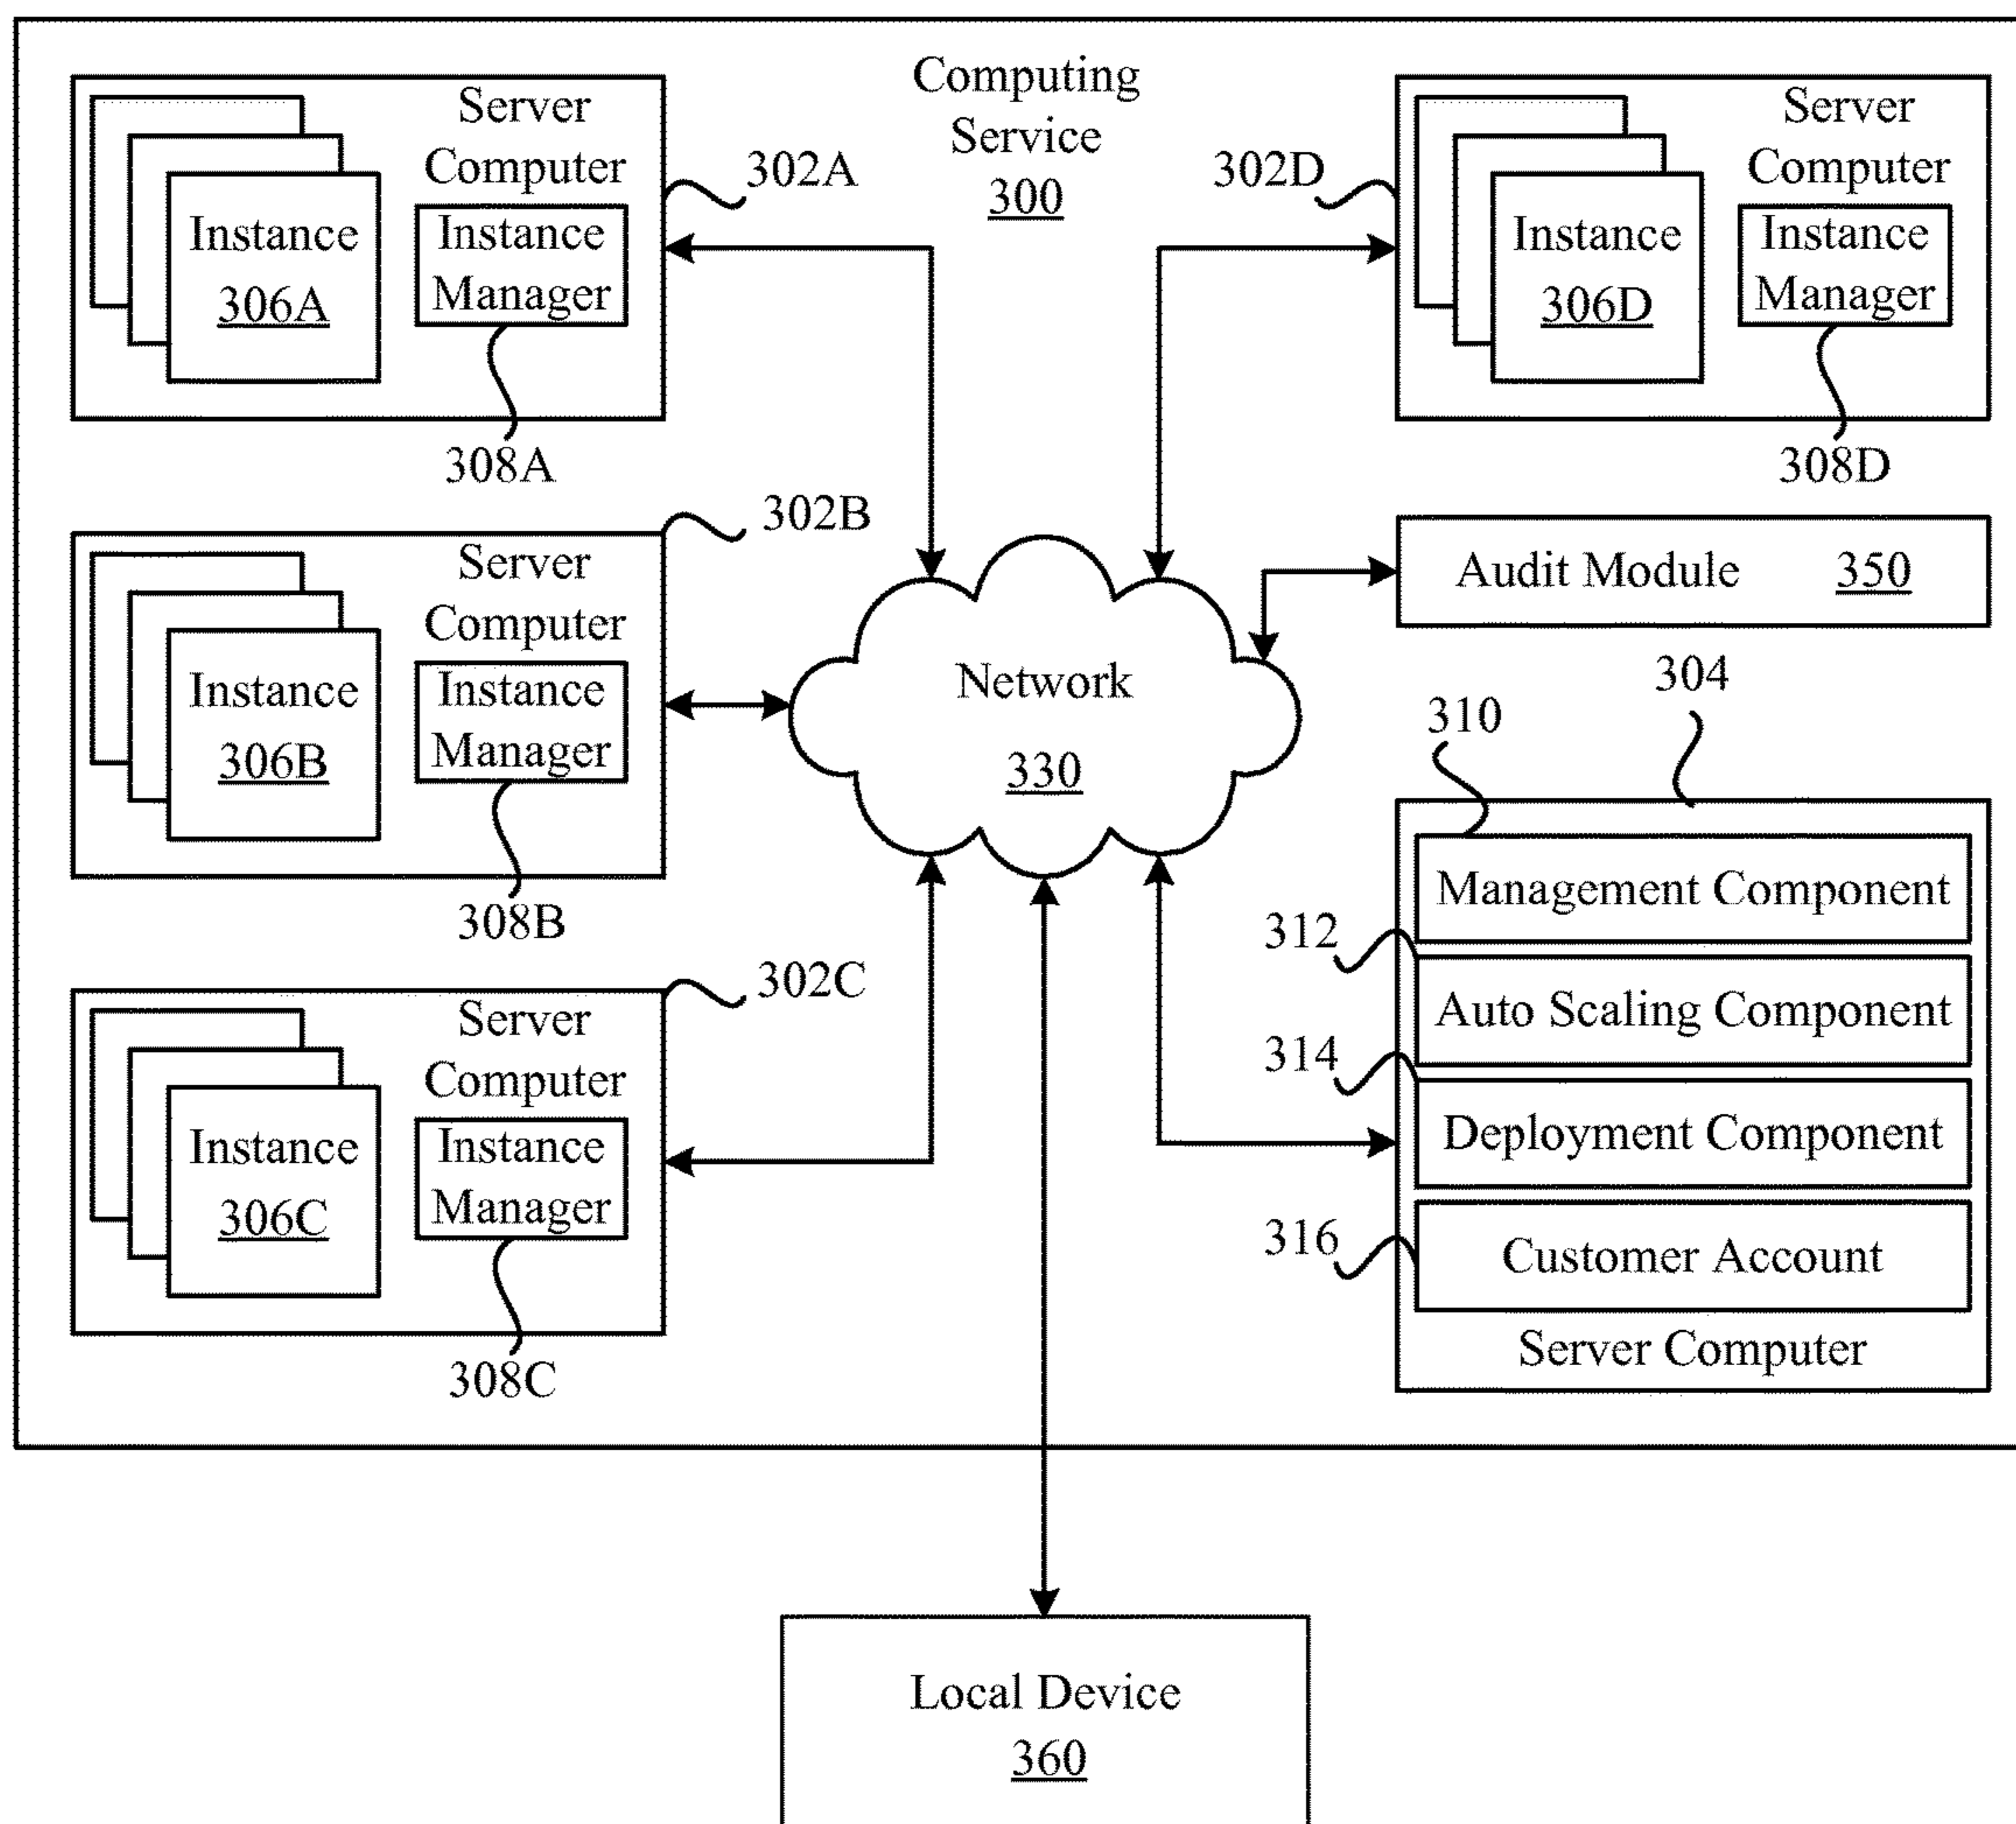 Computing
Service
300
Server
Computer
302A
Instance
306A
Instance
Manager
308A
Server
Computer
302D
Instance
306D
Instance
Manager
308D
Server
Computer
302B
Instance
306B
Instance
Manager
308B
Network
330
Audit Module 350
304
310
Management Component
312
Auto Scaling Component
314
Deployment Component
316
Customer Account
Server Computer
Server
Computer
302C
Instance
306C
Instance
Manager
308C
Local Device
360